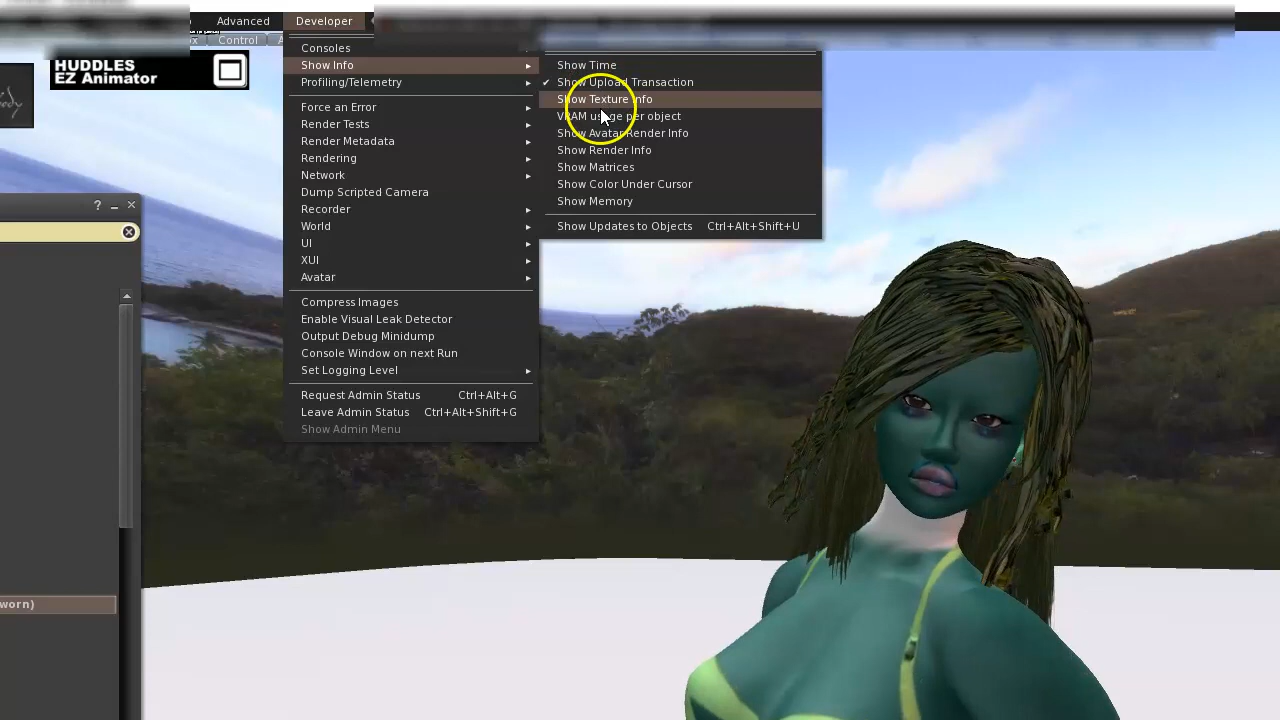 Advanced
Developer
Control
HUDDLES
EZ Animator
Consoles
Show Info
Profiling/Telemetry
Force an Error
Render Tests
Render Metadata
Rendering
Network
Dump Scripted Camera
Recorder
World
UI
XUI
Avatar
Compress Images
Enable Visual Leak Detector
Output Debug Minidump
Console Window on next Run
Set Logging Level
Request Admin Status Ctrl+Alt+G
Leave Admin Status Ctrl+Alt+Shift+G
Show Admin Menu
Show Time
✔ Show Upload Transaction
Show Texture Info
VRAM usage per object
Show Avatar Render Info
Show Render Info
Show Matrices
Show Color Under Cursor
Show Memory
Show Updates to Objects Ctrl+Alt+Shift+U
ody
?
worn)